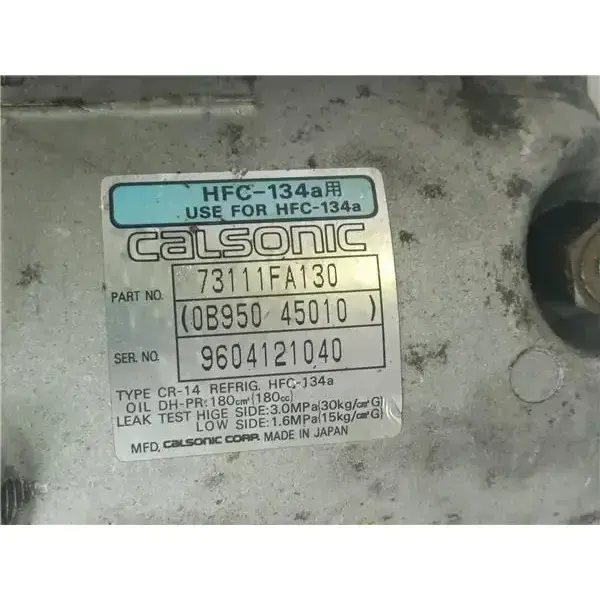 HFC-134a用
USE FOR HFC-134a
CALSONIC
PART NO. 73111FA130
(0B950 45010 )
SER. NO. 9604121040
TYPE CR-14 REFRIG. HFC-134a
OIL DH-PR:180cm³(180cc)
LEAK TEST HIGE SIDE:3.0MPa(30kg/cm²G)
LOW SIDE:1.6MPa(15kg/cm²G)
MFD. CALSONIC CORP. MADE IN JAPAN